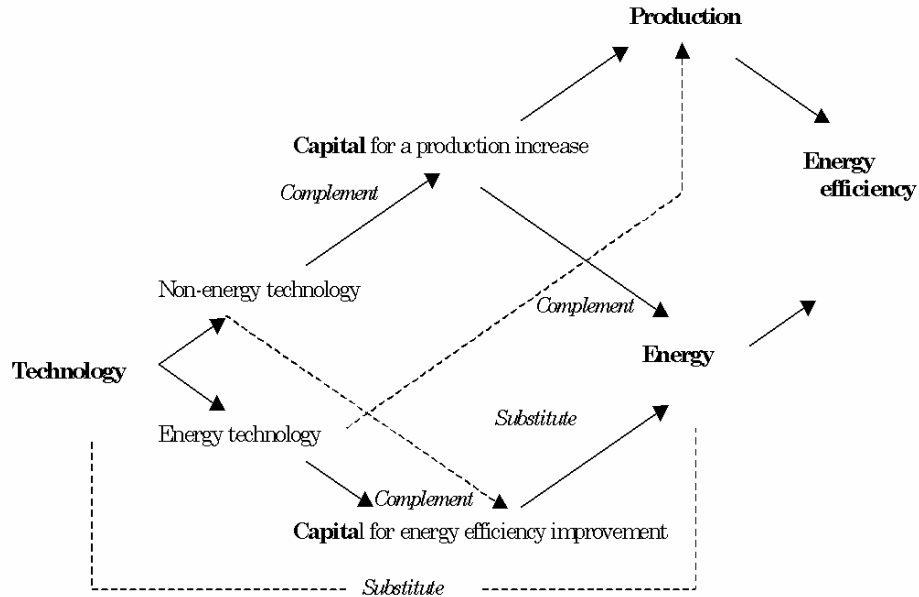 Production
Capital for a production increase
Energy
efficiency
Complement
Non-energy technology
Complement
Energy
Technology
Substitute
Energy technology
Complement
Capital for energy efficiency improvement
Substitute